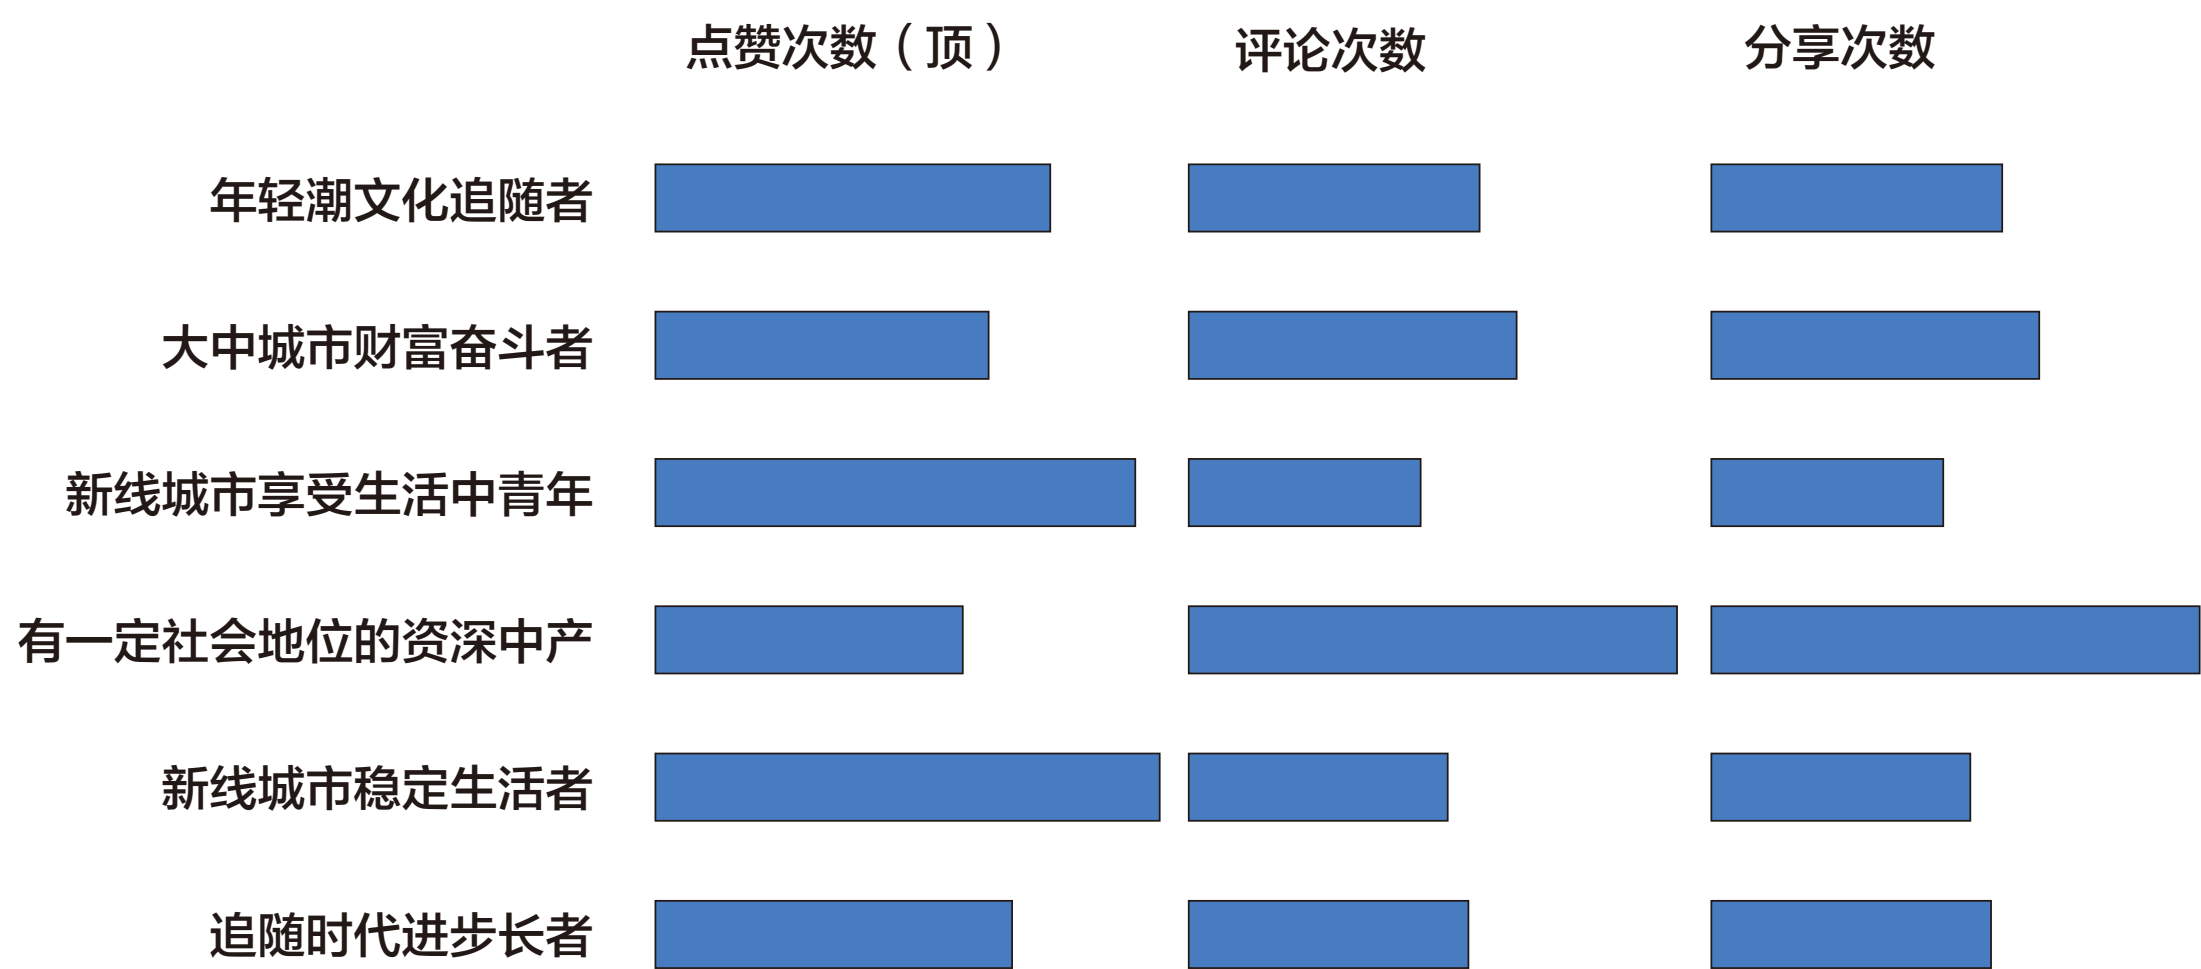 点赞次数（顶） 评论次数 分享次数
年轻潮文化追随者
大中城市财富奋斗者
新线城市享受生活中青年
有一定社会地位的资深中产
新线城市稳定生活者
追随时代进步长者